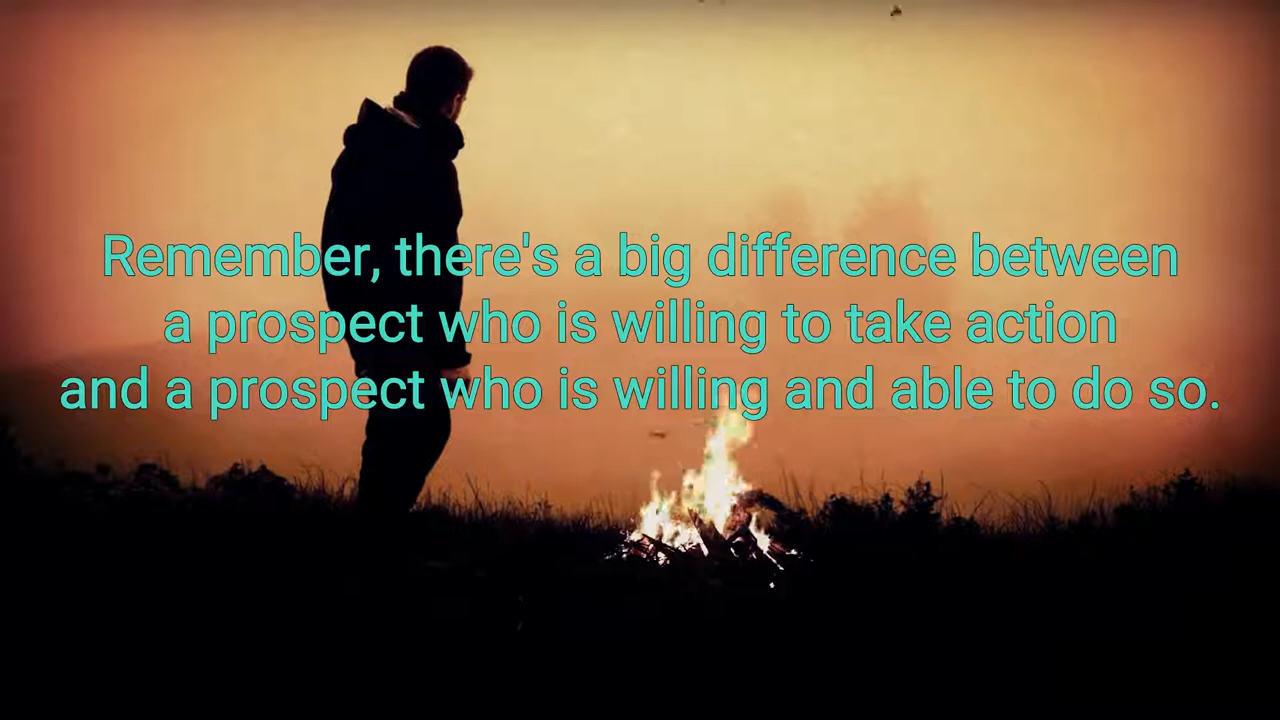 Remember, there's a big difference between
a prospect who is willing to take action
and a prospect who is willing and able to do so.